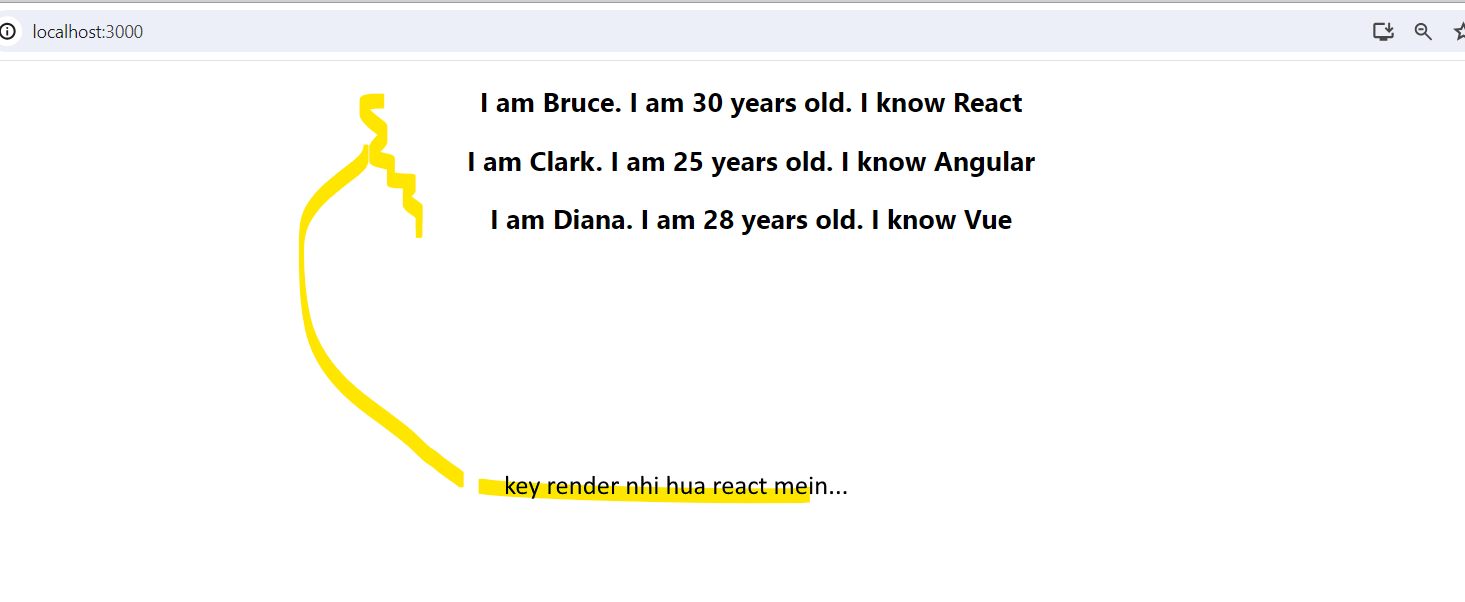 localhost:3000
I am Bruce. I am 30 years old. I know React
I am Clark. I am 25 years old. I know Angular
I am Diana. I am 28 years old. I know Vue
key render nhi hua react mein...